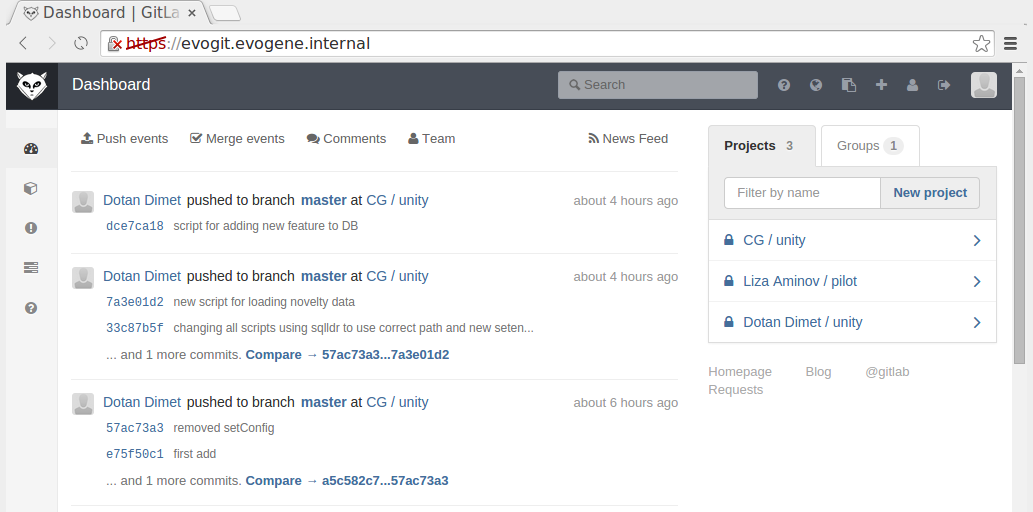 Dashboard | GitLa
https://evogit.evogene.internal
Dashboard
Search
Push events
Merge events
Comments
Team
News Feed
Dotan Dimet pushed to branch master at CG / unity
about 4 hours ago
dce7ca18 script for adding new feature to DB
Dotan Dimet pushed to branch master at CG / unity
about 4 hours ago
7a3e01d2 new script for loading novelty data
33c87b5f changing all scripts using sqlldr to use correct path and new seten...
... and 1 more commits. Compare → 57ac73a3...7a3e01d2
Dotan Dimet pushed to branch master at CG / unity
about 6 hours ago
57ac73a3 removed setConfig
e75f50c1 first add
... and 1 more commits. Compare → a5c582c7...57ac73a3
Projects 3
Groups 1
Filter by name
New project
CG / unity
Liza Aminov / pilot
Dotan Dimet / unity
Homepage
Blog
@gitlab
Requests